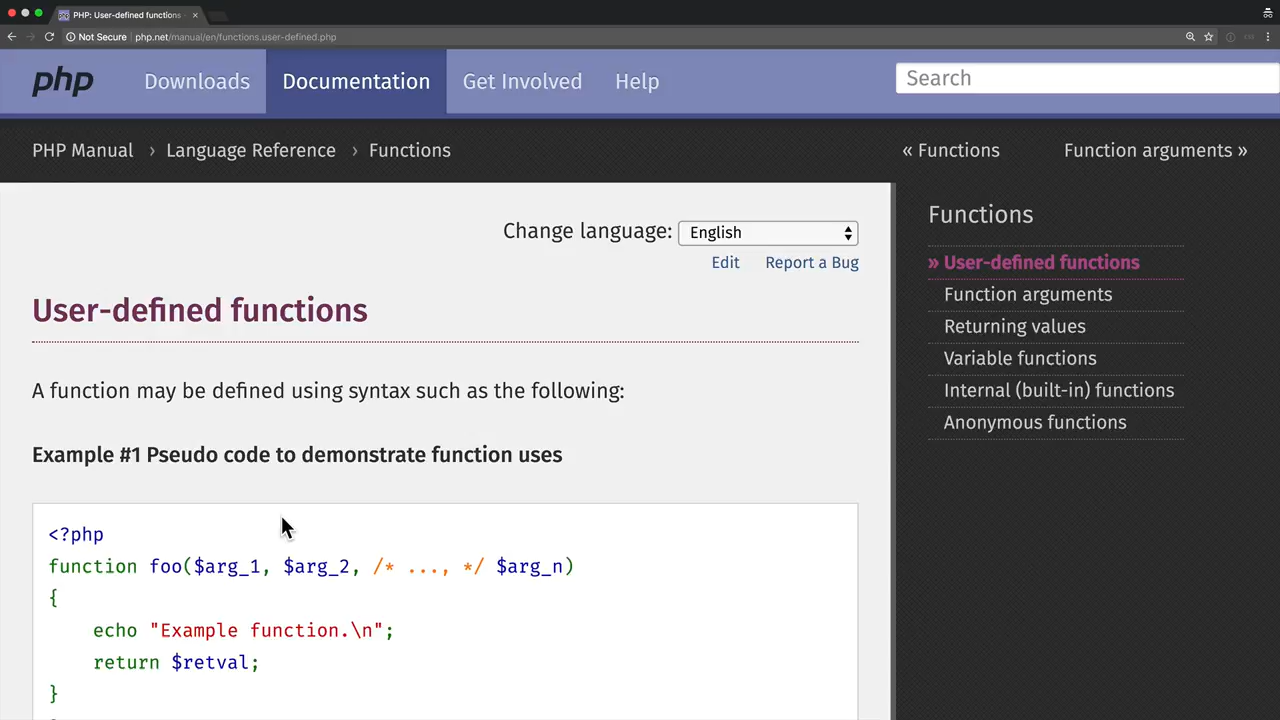 PHP: User-defined functions
Not Secure | php.net/manual/en/functions.user-defined.php
php Downloads Documentation Get Involved Help Search
PHP Manual › Language Reference › Functions « Functions Function arguments »
Change language: English
Edit Report a Bug
User-defined functions
A function may be defined using syntax such as the following:
Example #1 Pseudo code to demonstrate function uses
<?php
function foo($arg_1, $arg_2, /* ..., */ $arg_n)
{
    echo "Example function.\n";
    return $retval;
}
Functions
» User-defined functions
Function arguments
Returning values
Variable functions
Internal (built-in) functions
Anonymous functions